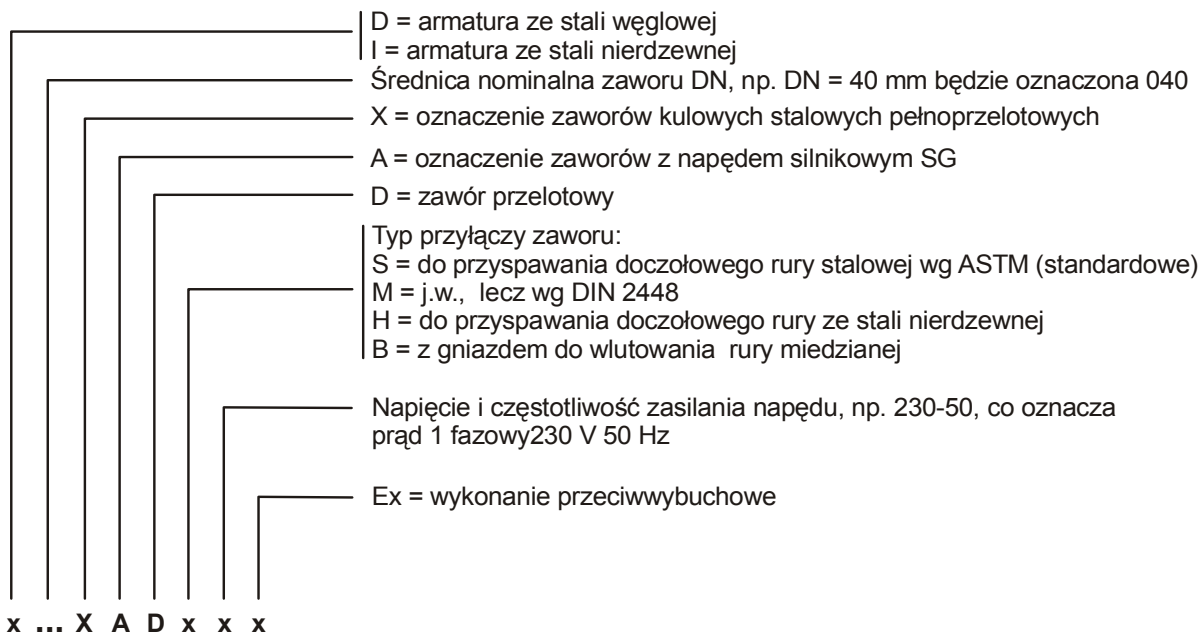 D = armatura ze stali węglowej
I = armatura ze stali nierdzewnej
Średnica nominalna zaworu DN, np. DN = 40 mm będzie oznaczona 040
X = oznaczenie zaworów kulowych stalowych pełnoprzelotowych
A = oznaczenie zaworów z napędem silnikowym SG
D = zawór przelotowy
Typ przyłączy zaworu:
S = do przyspawania doczołowego rury stalowej wg ASTM (standardowe)
M = j.w., lecz wg DIN 2448
H = do przyspawania doczołowego rury ze stali nierdzewnej
B = z gniazdem do wlutowania rury miedzianej
Napięcie i częstotliwość zasilania napędu, np. 230-50, co oznacza
prąd 1 fazowy230 V 50 Hz
Ex = wykonanie przeciwwybuchowe
x ... X A D x x x